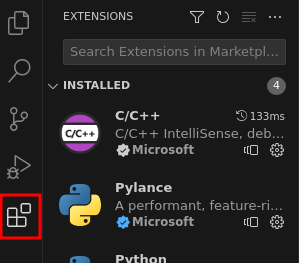 EXTENSIONS
Search Extensions in Marketpl...
INSTALLED 4
C/C++ 133ms
C/C++
C/C++ IntelliSense, deb...
Microsoft
Pylance
A performant, feature-ri...
Microsoft
Python